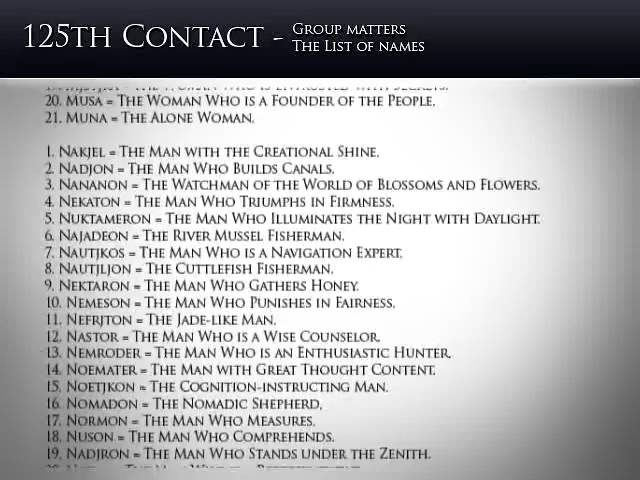 125th Contact - Group matters
The List of names
20. Musa = The Woman Who is a Founder of the People,
21. Muna = The Alone Woman,
1. Nakjel = The Man with the Creational Shine,
2. Nadjon = The Man Who Builds Canals,
3. Nananon = The Watchman of the World of Blossoms and Flowers.
4. Nekaton = The Man Who Triumphs in Firmness,
5. Nuktameron = The Man Who Illuminates the Night with Daylight.
6. Najadeon = The River Mussel Fisherman,
7. Nautjkos = The Man Who is a Navigation Expert,
8. Nautjljon = The Cuttlefish Fisherman,
9. Nektaron = The Man Who Gathers Honey.
10. Nemeson = The Man Who Punishes in Fairness,
11. Nefrjton = The Jade-like Man,
12. Nastor = The Man Who is a Wise Counselor,
13. Nemroder = The Man Who is an Enthusiastic Hunter,
14. Noemater = The Man with Great Thought Content,
15. Noetjkon = The Cognition-instructing Man.
16. Nomadon = The Nomadic Shepherd,
17. Normon = The Man Who Measures,
18. Nuson = The Man Who Comprehends.
19. Nadjron = The Man Who Stands under the Zenith.